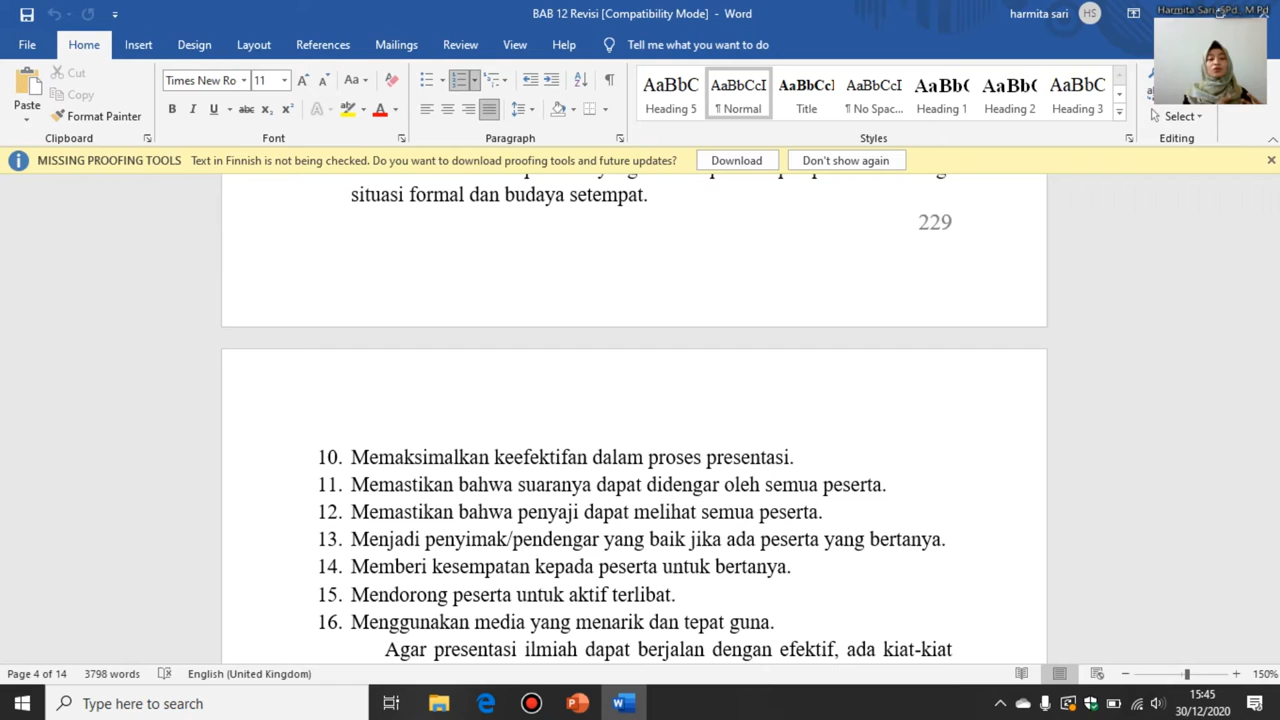 BAB 12 Revisi [Compatibility Mode] - Word
harmita sari
HS
Harmita Sari, SPd., M.Pd
File Home Insert Design Layout References Mailings Review View Help Tell me what you want to do
Paste
Cut
Copy
Format Painter
Clipboard
Times New Ro
11
Font
Paragraph
AaBbC AaBbCcI AaBbCcI AaBbCcI AaBb( AaBbG AaBbC
Heading 5 ¶ Normal Title ¶ No Spac... Heading 1 Heading 2 Heading 3
Styles
Select
Editing
MISSING PROOFING TOOLS Text in Finnish is not being checked. Do you want to download proofing tools and future updates? Download Don't show again
situasi formal dan budaya setempat.
229
10. Memaksimalkan keefektifan dalam proses presentasi.
11. Memastikan bahwa suaranya dapat didengar oleh semua peserta.
12. Memastikan bahwa penyaji dapat melihat semua peserta.
13. Menjadi penyimak/pendengar yang baik jika ada peserta yang bertanya.
14. Memberi kesempatan kepada peserta untuk bertanya.
15. Mendorong peserta untuk aktif terlibat.
16. Menggunakan media yang menarik dan tepat guna.
Agar presentasi ilmiah dapat berjalan dengan efektif, ada kiat-kiat
Page 4 of 14 3798 words English (United Kingdom) 150%
Type here to search
15:45
30/12/2020